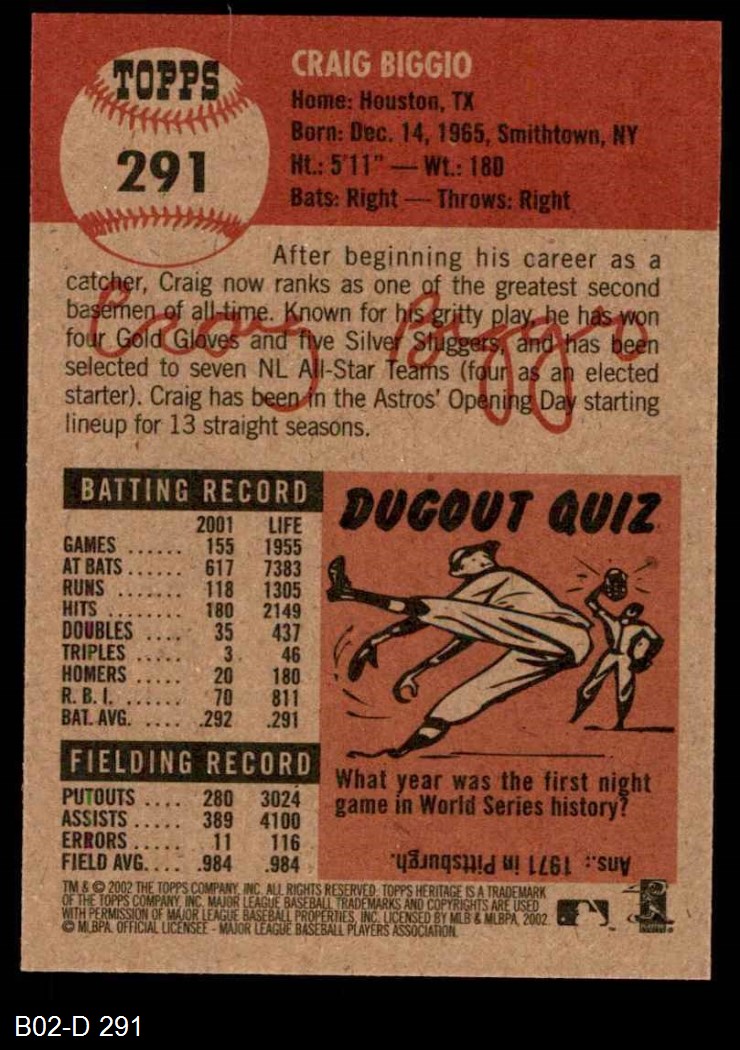 TOPPS
291
CRAIG BIGGIO
Home: Houston, TX
Born: Dec. 14, 1965, Smithtown, NY
Ht.: 5'11" — Wt.: 180
Bats: Right — Throws: Right
After beginning his career as a
catcher, Craig now ranks as one of the greatest second
basemen of all-time. Known for his gritty play, he has won
four Gold Gloves and five Silver Sluggers, and has been
selected to seven NL All-Star Teams (four as an elected
starter). Craig has been in the Astros' Opening Day starting
lineup for 13 straight seasons.
Craig Biggio
BATTING RECORD
2001 LIFE
GAMES ...... 155 1955
AT BATS ...... 617 7383
RUNS ...... 118 1305
HITS ........ 180 2149
DOUBLES .... 35 437
TRIPLES ..... 3 46
HOMERS ..... 20 180
R. B. I. ...... 70 811
BAT. AVG. .... .292 .291
FIELDING RECORD
PUTOUTS .... 280 3024
ASSISTS ..... 389 4100
ERRORS ..... 11 116
FIELD AVG.... .984 .984
DUGOUT QUIZ
What year was the first night
game in World Series history?
Ans.: 1971 in Pittsburgh.
TM & © 2002 THE TOPPS COMPANY, INC. ALL RIGHTS RESERVED. TOPPS HERITAGE IS A TRADEMARK
OF THE TOPPS COMPANY, INC. MAJOR LEAGUE BASEBALL TRADEMARKS AND COPYRIGHTS ARE USED
WITH PERMISSION OF MAJOR LEAGUE BASEBALL PROPERTIES, INC. LICENSED BY MLB & MLBPA, 2002
© MLBPA. OFFICIAL LICENSEE - MAJOR LEAGUE BASEBALL PLAYERS ASSOCIATION.
B02-D 291